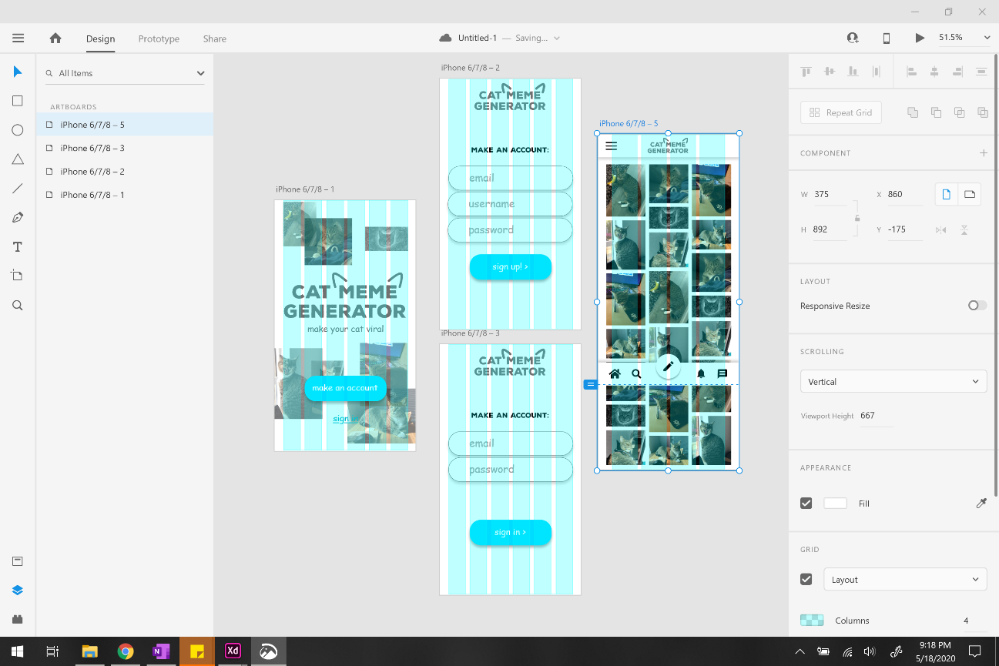 Design
Prototype
Share
Untitled-1 — Saving...
51.5%
All Items
ARTBOARDS
iPhone 6/7/8 – 5
iPhone 6/7/8 – 3
iPhone 6/7/8 – 2
iPhone 6/7/8 – 1
iPhone 6/7/8 – 1
CAT MEME
GENERATOR
make your cat viral
make an account
sign in
iPhone 6/7/8 – 2
CAT MEME
GENERATOR
MAKE AN ACCOUNT:
email
username
password
sign up! >
iPhone 6/7/8 – 3
CAT MEME
GENERATOR
MAKE AN ACCOUNT:
email
password
sign in >
iPhone 6/7/8 – 5
CAT MEME
GENERATOR
Repeat Grid
COMPONENT
W 375 X 860
H 892 Y -175
LAYOUT
Responsive Resize
SCROLLING
Vertical
Viewport Height 667
APPEARANCE
Fill
GRID
Layout
Columns 4
N
Xd
9:18 PM
5/18/2020